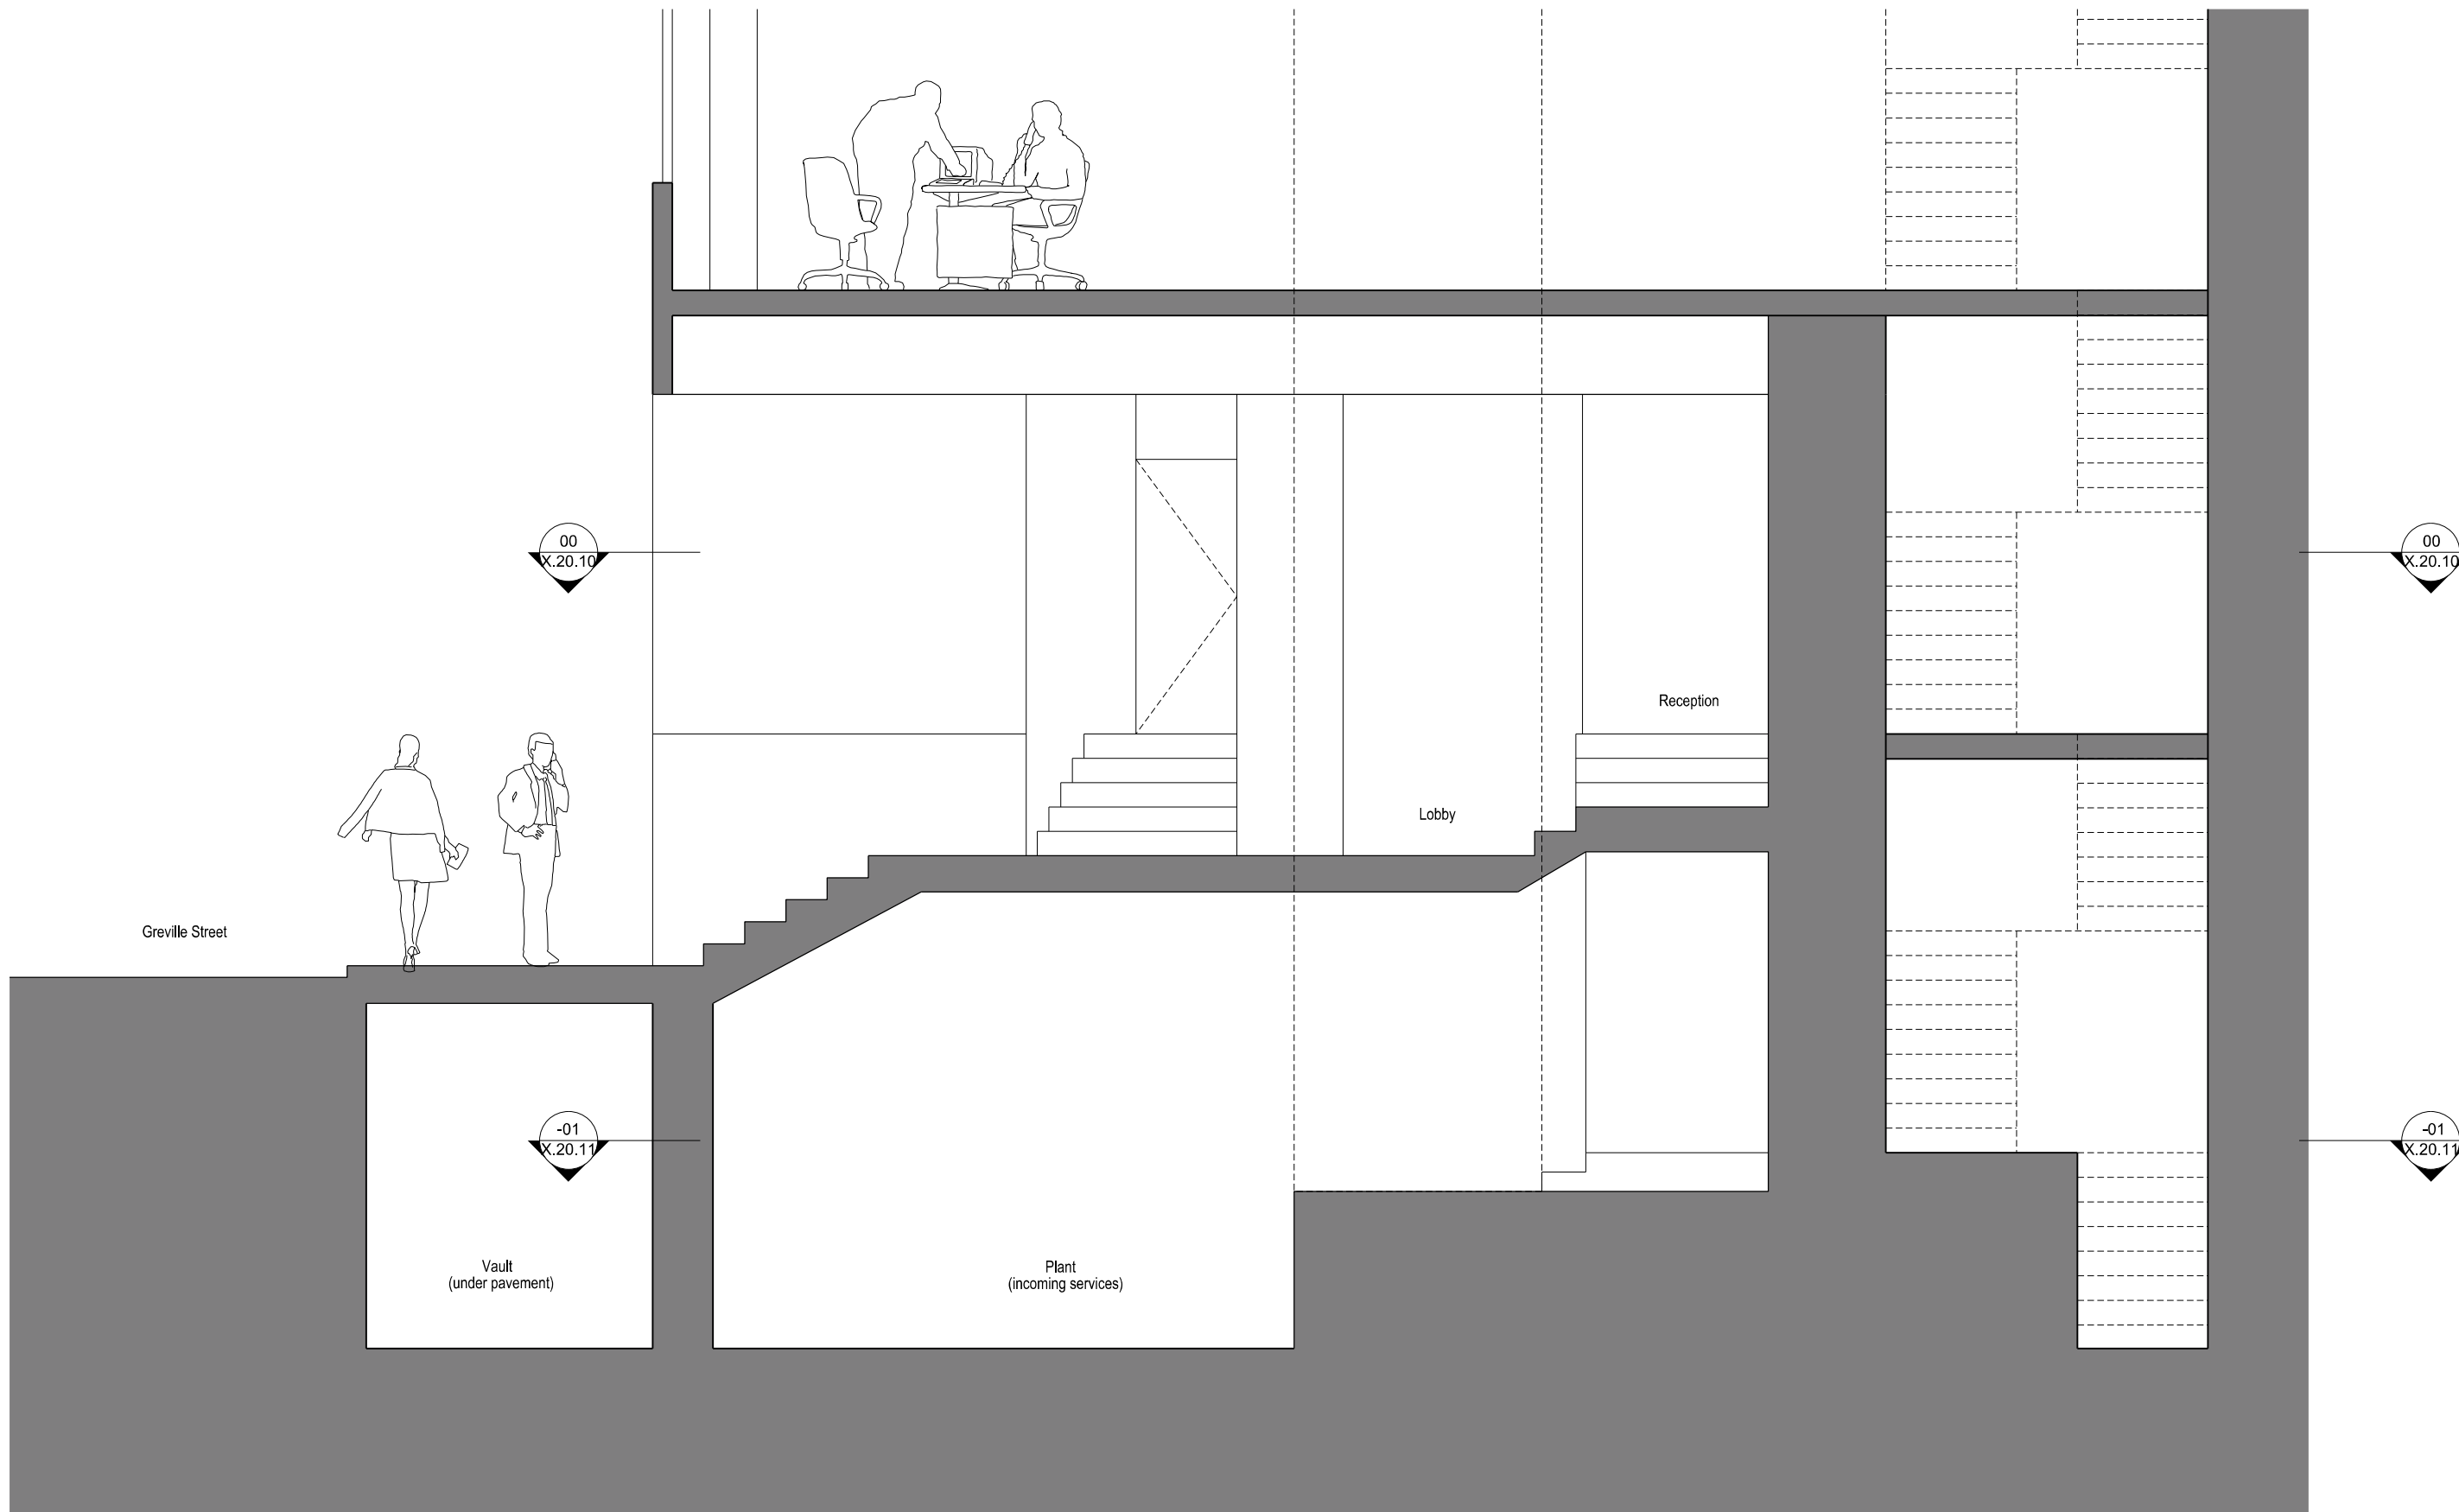 00
X.20.10
00
X.20.10
Reception
Lobby
Greville Street
-01
X.20.11
-01
X.20.11
Vault
(under pavement)
Plant
(incoming services)